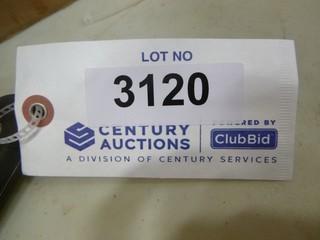 LOT NO
3120
CENTURY AUCTIONS
POWERED BY
ClubBid
A DIVISION OF CENTURY SERVICES